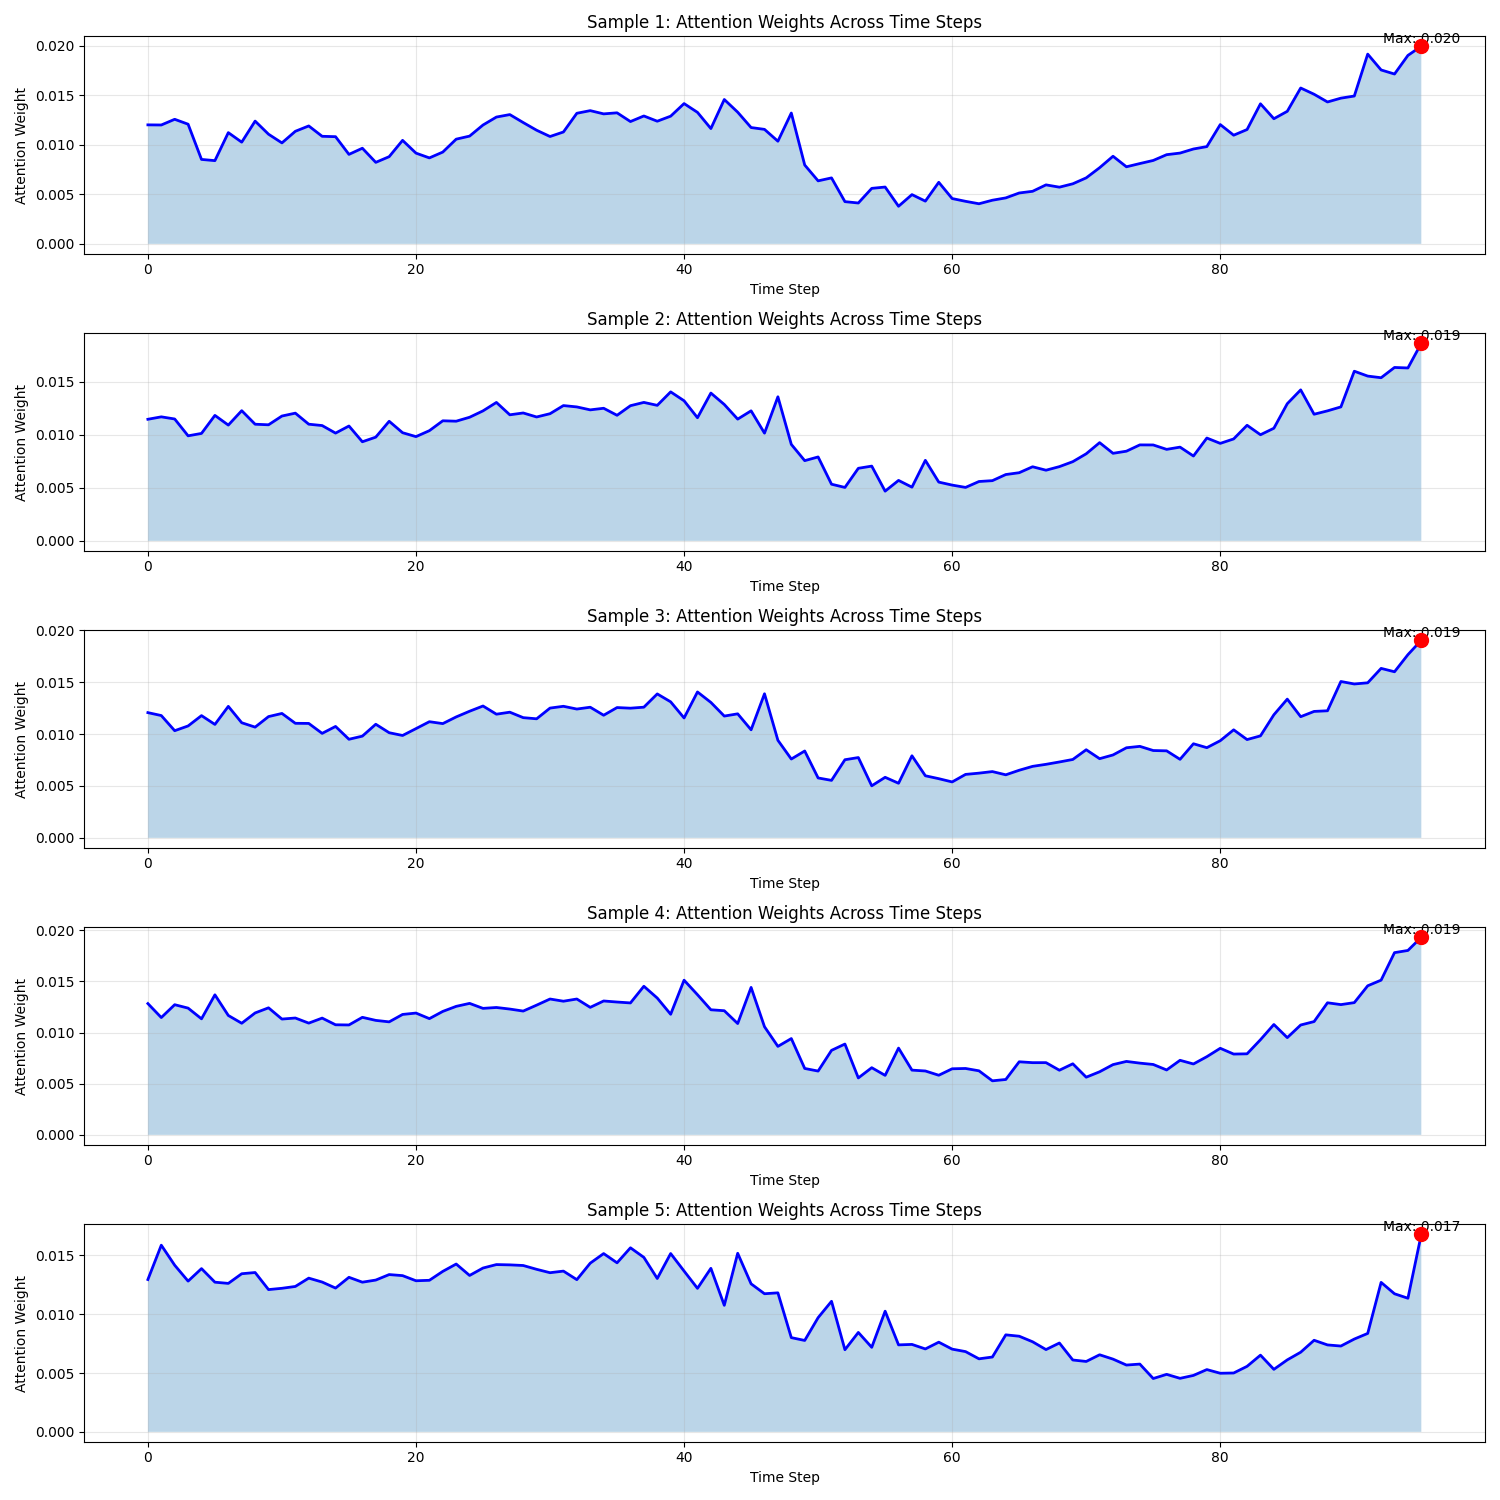 Sample 1: Attention Weights Across Time Steps
Max: 0.020
0.020
0.015
0.010
0.005
0.000
Attention Weight
0 20 40 60 80
Time Step
Sample 2: Attention Weights Across Time Steps
Max: 0.019
0.015
0.010
0.005
0.000
Attention Weight
0 20 40 60 80
Time Step
Sample 3: Attention Weights Across Time Steps
Max: 0.019
0.020
0.015
0.010
0.005
0.000
Attention Weight
0 20 40 60 80
Time Step
Sample 4: Attention Weights Across Time Steps
Max: 0.019
0.020
0.015
0.010
0.005
0.000
Attention Weight
0 20 40 60 80
Time Step
Sample 5: Attention Weights Across Time Steps
Max: 0.017
0.015
0.010
0.005
0.000
Attention Weight
0 20 40 60 80
Time Step